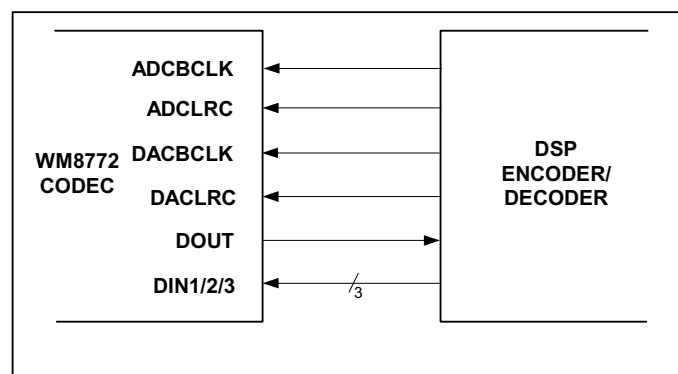 ADCBCLK
ADCLRC
WM8772
CODEC
DACBCLK
DACLRC
DOUT
DIN1/2/3
3
DSP
ENCODER/
DECODER